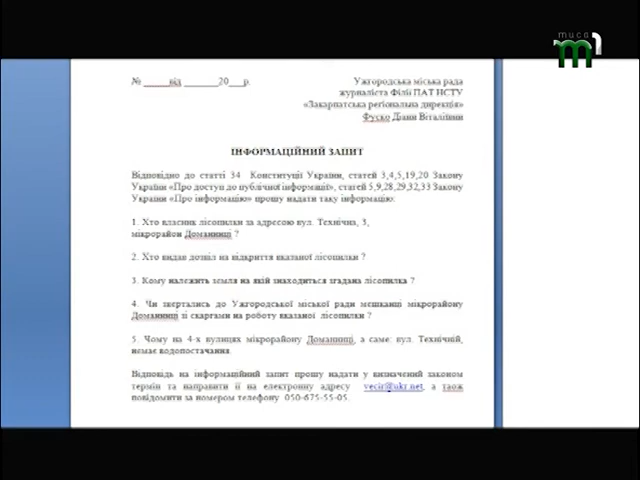 тиса
1
№ _____від _______20___р.
Ужгородська міська рада
журналіста Філії ПАТ НСТУ
«Закарпатська регіональна дирекція»
Фуско Діани Віталіївни
ІНФОРМАЦІЙНИЙ ЗАПИТ
Відповідно до статті 34 Конституції України, статей 3,4,5,19,20 Закону
України «Про доступ до публічної інформації», статей 5,9,28,29,32,33 Закону
України «Про інформацію» прошу надати таку інформацію:
1. Хто власник лісопилки за адресою вул. Технічна, 3,
мікрорайон Доманинці ?
2. Хто видав дозвіл на відкриття вказаної лісопилки ?
3. Кому належить земля на якій знаходиться згадана лісопилка ?
4. Чи звертались до Ужгородської міської ради мешканці мікрорайону
Доманинці зі скаргами на роботу вказаної лісопилки ?
5. Чому на 4-х вулицях мікрорайону Доманинці, а саме: вул. Технічній,
немає водопостачання.
Відповідь на інформаційний запит прошу надати у визначений законом
термін та направити її на електронну адресу vecir@ukr.net, а також
повідомити за номером телефону 050-675-55-05.